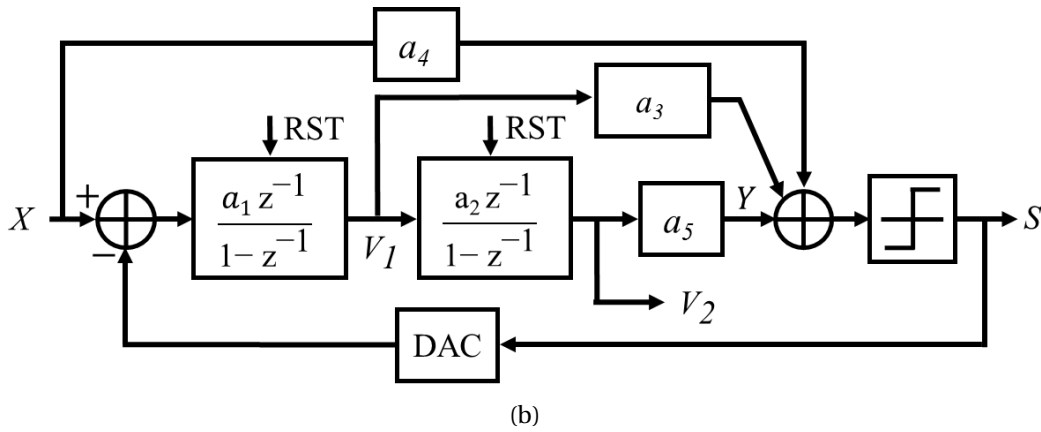 a4
a3
RST
RST
+
X
−
a1 z−1
1− z−1
V1
a2 z−1
1− z−1
a5
Y
S
V2
DAC
(b)